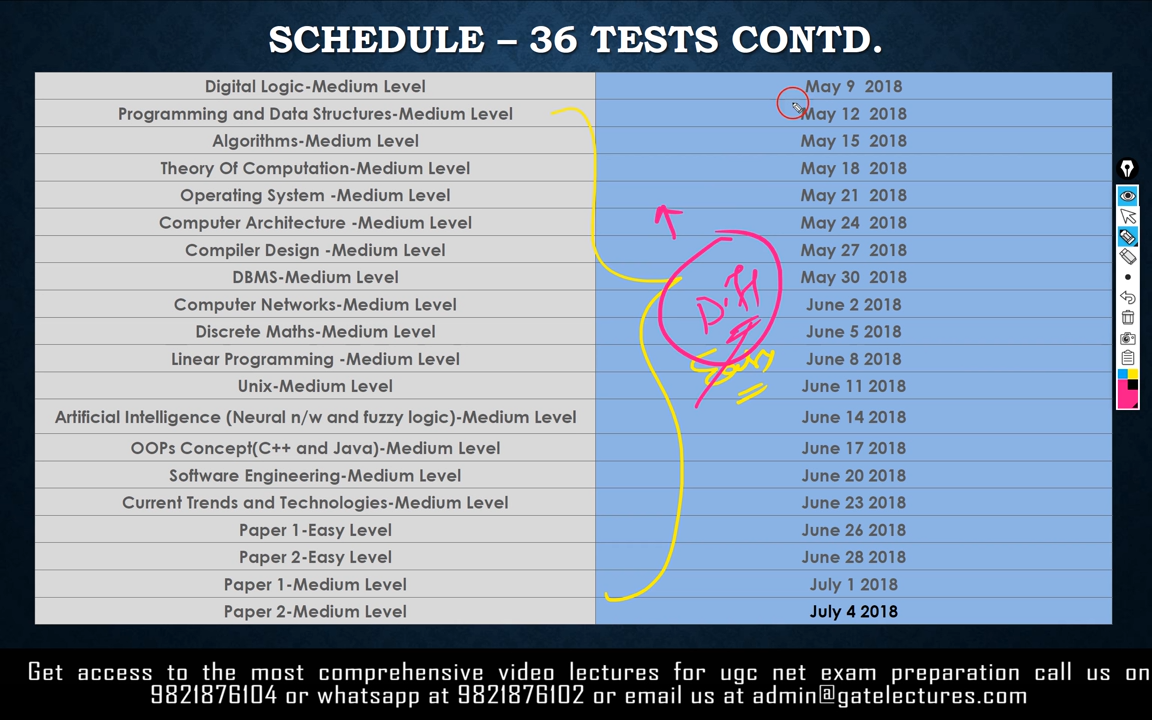 SCHEDULE – 36 TESTS CONTD.
Digital Logic-Medium Level May 9 2018
Programming and Data Structures-Medium Level May 12 2018
Algorithms-Medium Level May 15 2018
Theory Of Computation-Medium Level May 18 2018
Operating System -Medium Level May 21 2018
Computer Architecture -Medium Level May 24 2018
Compiler Design -Medium Level May 27 2018
DBMS-Medium Level May 30 2018
Diff
Computer Networks-Medium Level June 2 2018
Discrete Maths-Medium Level June 5 2018
Linear Programming -Medium Level June 8 2018
Easy
Unix-Medium Level June 11 2018
Artificial Intelligence (Neural n/w and fuzzy logic)-Medium Level June 14 2018
OOPs Concept(C++ and Java)-Medium Level June 17 2018
Software Engineering-Medium Level June 20 2018
Current Trends and Technologies-Medium Level June 23 2018
Paper 1-Easy Level June 26 2018
Paper 2-Easy Level June 28 2018
Paper 1-Medium Level July 1 2018
Paper 2-Medium Level July 4 2018
Get access to the most comprehensive video lectures for ugc net exam preparation call us on
9821876104 or whatsapp at 9821876102 or email us at admin@gatelectures.com